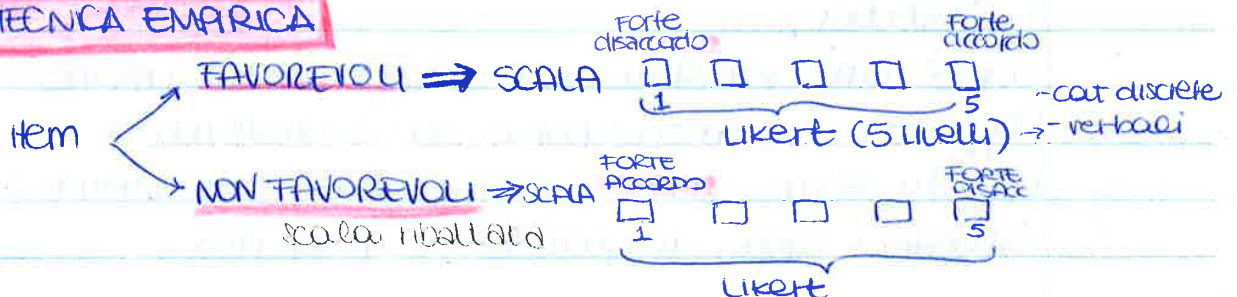 TECNICA EMPIRICA
Forte disaccordo
Forte accordo
FAVOREVOLI ⇒ SCALA
1 5
- cat discrete
item
Likert (5 livelli) → - verbali
FORTE ACCORDO
FORTE DISACC
NON FAVOREVOLI ⇒ SCALA
1 5
scala ribaltata
Likert